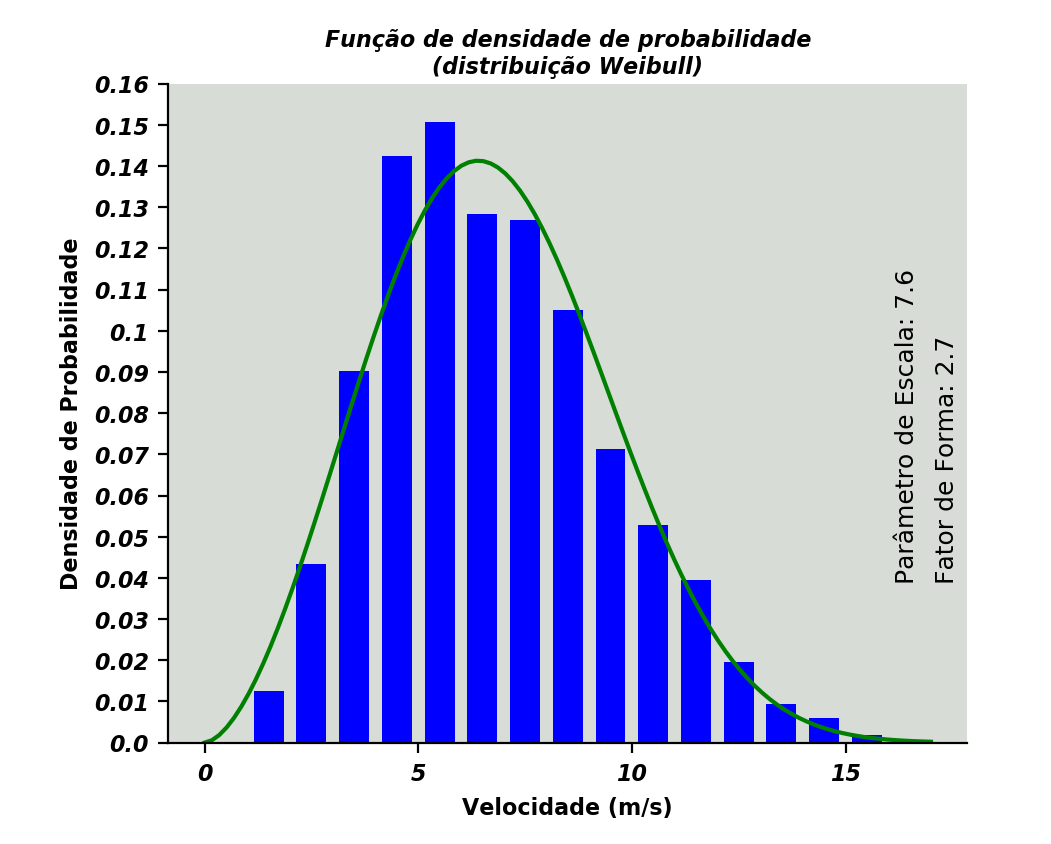 Função de densidade de probabilidade
(distribuição Weibull)
0.16
0.15
0.14
0.13
0.12
0.11
0.1
0.09
0.08
0.07
0.06
0.05
0.04
0.03
0.02
0.01
0.0
Densidade de Probabilidade
0 5 10 15
Velocidade (m/s)
Parâmetro de Escala: 7.6
Fator de Forma: 2.7